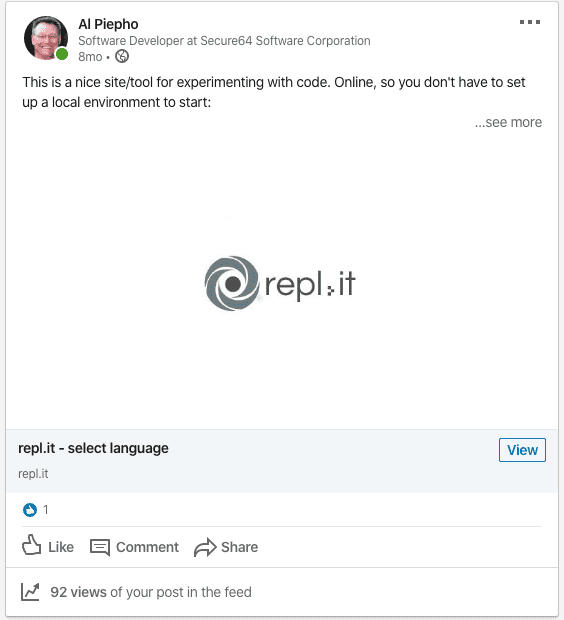 Al Piepho
Software Developer at Secure64 Software Corporation
8mo •
This is a nice site/tool for experimenting with code. Online, so you don't have to set
up a local environment to start:
...see more
repl.it
repl.it - select language
View
repl.it
1
Like Comment Share
92 views of your post in the feed